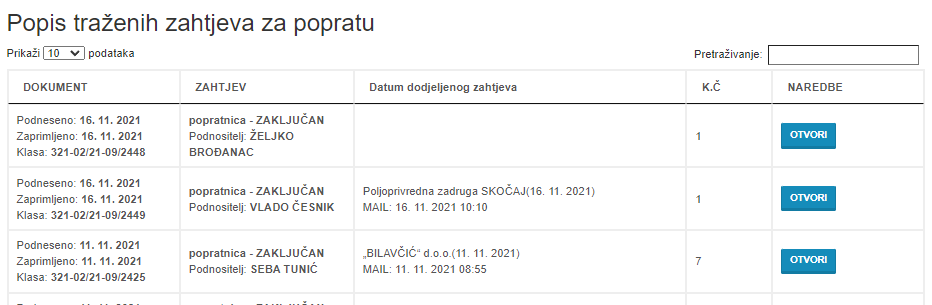 Popis traženih zahtjeva za popratu
Prikaži 10 podataka
Pretraživanje:
DOKUMENT ZAHTJEV Datum dodjeljenog zahtjeva K.Č NAREDBE
Podneseno: 16. 11. 2021
Zaprimljeno: 16. 11. 2021
Klasa: 321-02/21-09/2448
popratnica - ZAKLJUČAN
Podnositelj: ŽELJKO
BROĐANAC
1
OTVORI
Podneseno: 16. 11. 2021
Zaprimljeno: 16. 11. 2021
Klasa: 321-02/21-09/2449
popratnica - ZAKLJUČAN
Podnositelj: VLADO ČESNIK
Poljoprivredna zadruga SKOČAJ(16. 11. 2021)
MAIL: 16. 11. 2021 10:10
1
OTVORI
Podneseno: 11. 11. 2021
Zaprimljeno: 11. 11. 2021
Klasa: 321-02/21-09/2425
popratnica - ZAKLJUČAN
Podnositelj: SEBA TUNIĆ
„BILAVČIĆ“ d.o.o.(11. 11. 2021)
MAIL: 11. 11. 2021 08:55
7
OTVORI